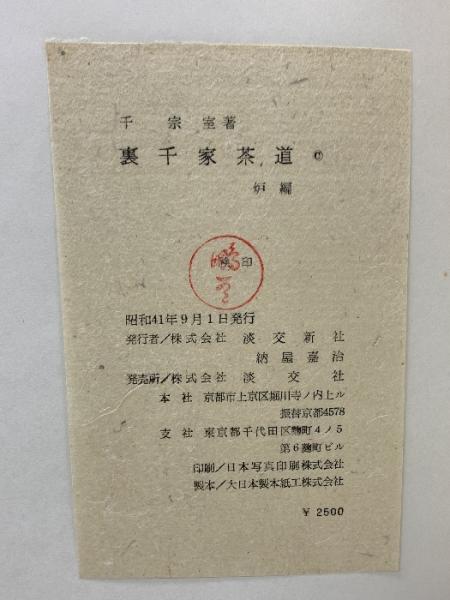 千宗室著
裏千家茶道 ©
炉編
検印
昭和41年9月1日発行
発行者/株式会社 淡交新社
納屋嘉治
発売所/株式会社 淡交社
本社 京都市上京区堀川寺ノ内上ル
振替京都4578
支社 東京都千代田区麹町4ノ5
第6麹町ビル
印刷/日本写真印刷株式会社
製本/大日本製本紙工株式会社
¥2500